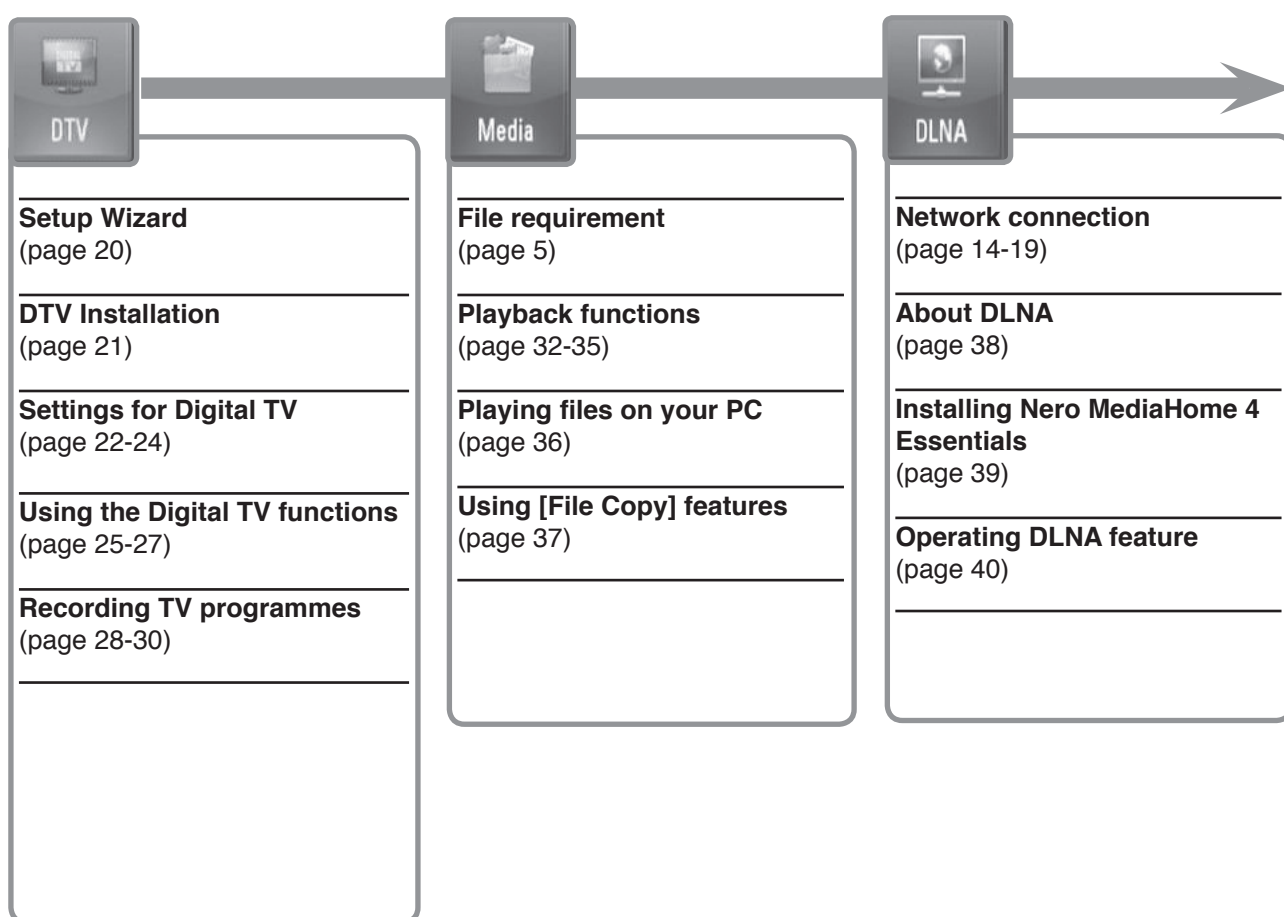 DTV
Setup Wizard
(page 20)
DTV Installation
(page 21)
Settings for Digital TV
(page 22-24)
Using the Digital TV functions
(page 25-27)
Recording TV programmes
(page 28-30)
Media
File requirement
(page 5)
Playback functions
(page 32-35)
Playing files on your PC
(page 36)
Using [File Copy] features
(page 37)
DLNA
Network connection
(page 14-19)
About DLNA
(page 38)
Installing Nero MediaHome 4
Essentials
(page 39)
Operating DLNA feature
(page 40)